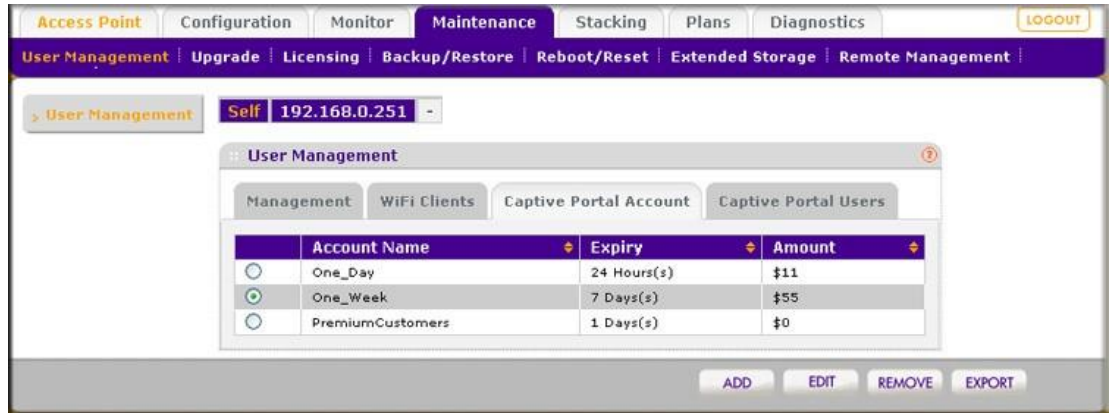 Access Point Configuration Monitor Maintenance Stacking Plans Diagnostics LOGOUT
User Management Upgrade Licensing Backup/Restore Reboot/Reset Extended Storage Remote Management
> User Management
Self 192.168.0.251 -
User Management ?
Management WiFi Clients Captive Portal Account Captive Portal Users
Account Name Expiry Amount
One_Day 24 Hours(s) $11
One_Week 7 Days(s) $55
PremiumCustomers 1 Days(s) $0
ADD EDIT REMOVE EXPORT